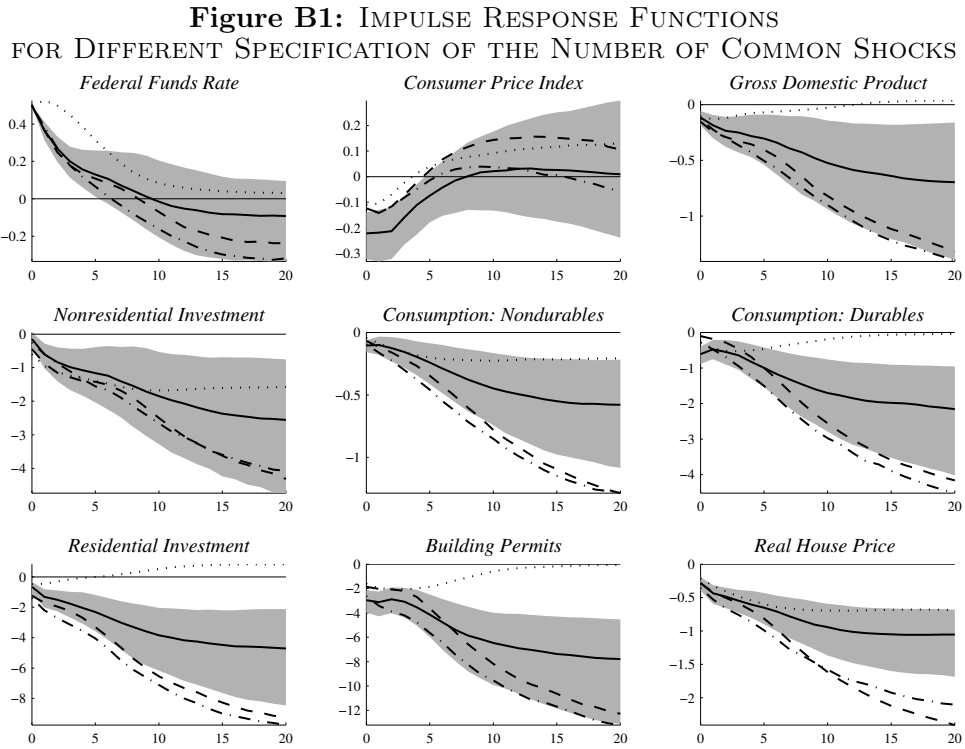 Figure B1: Impulse Response Functions
for Different Specification of the Number of Common Shocks
Federal Funds Rate
0.4
0.2
0
−0.2
0 5 10 15 20
Consumer Price Index
0.2
0.1
0
−0.1
−0.2
−0.3
0 5 10 15 20
Gross Domestic Product
0
−0.5
−1
0 5 10 15 20
Nonresidential Investment
0
−1
−2
−3
−4
0 5 10 15 20
Consumption: Nondurables
0
−0.5
−1
0 5 10 15 20
Consumption: Durables
0
−1
−2
−3
−4
0 5 10 15 20
Residential Investment
0
−2
−4
−6
−8
0 5 10 15 20
Building Permits
0
−2
−4
−6
−8
−10
−12
0 5 10 15 20
Real House Price
0
−0.5
−1
−1.5
−2
0 5 10 15 20